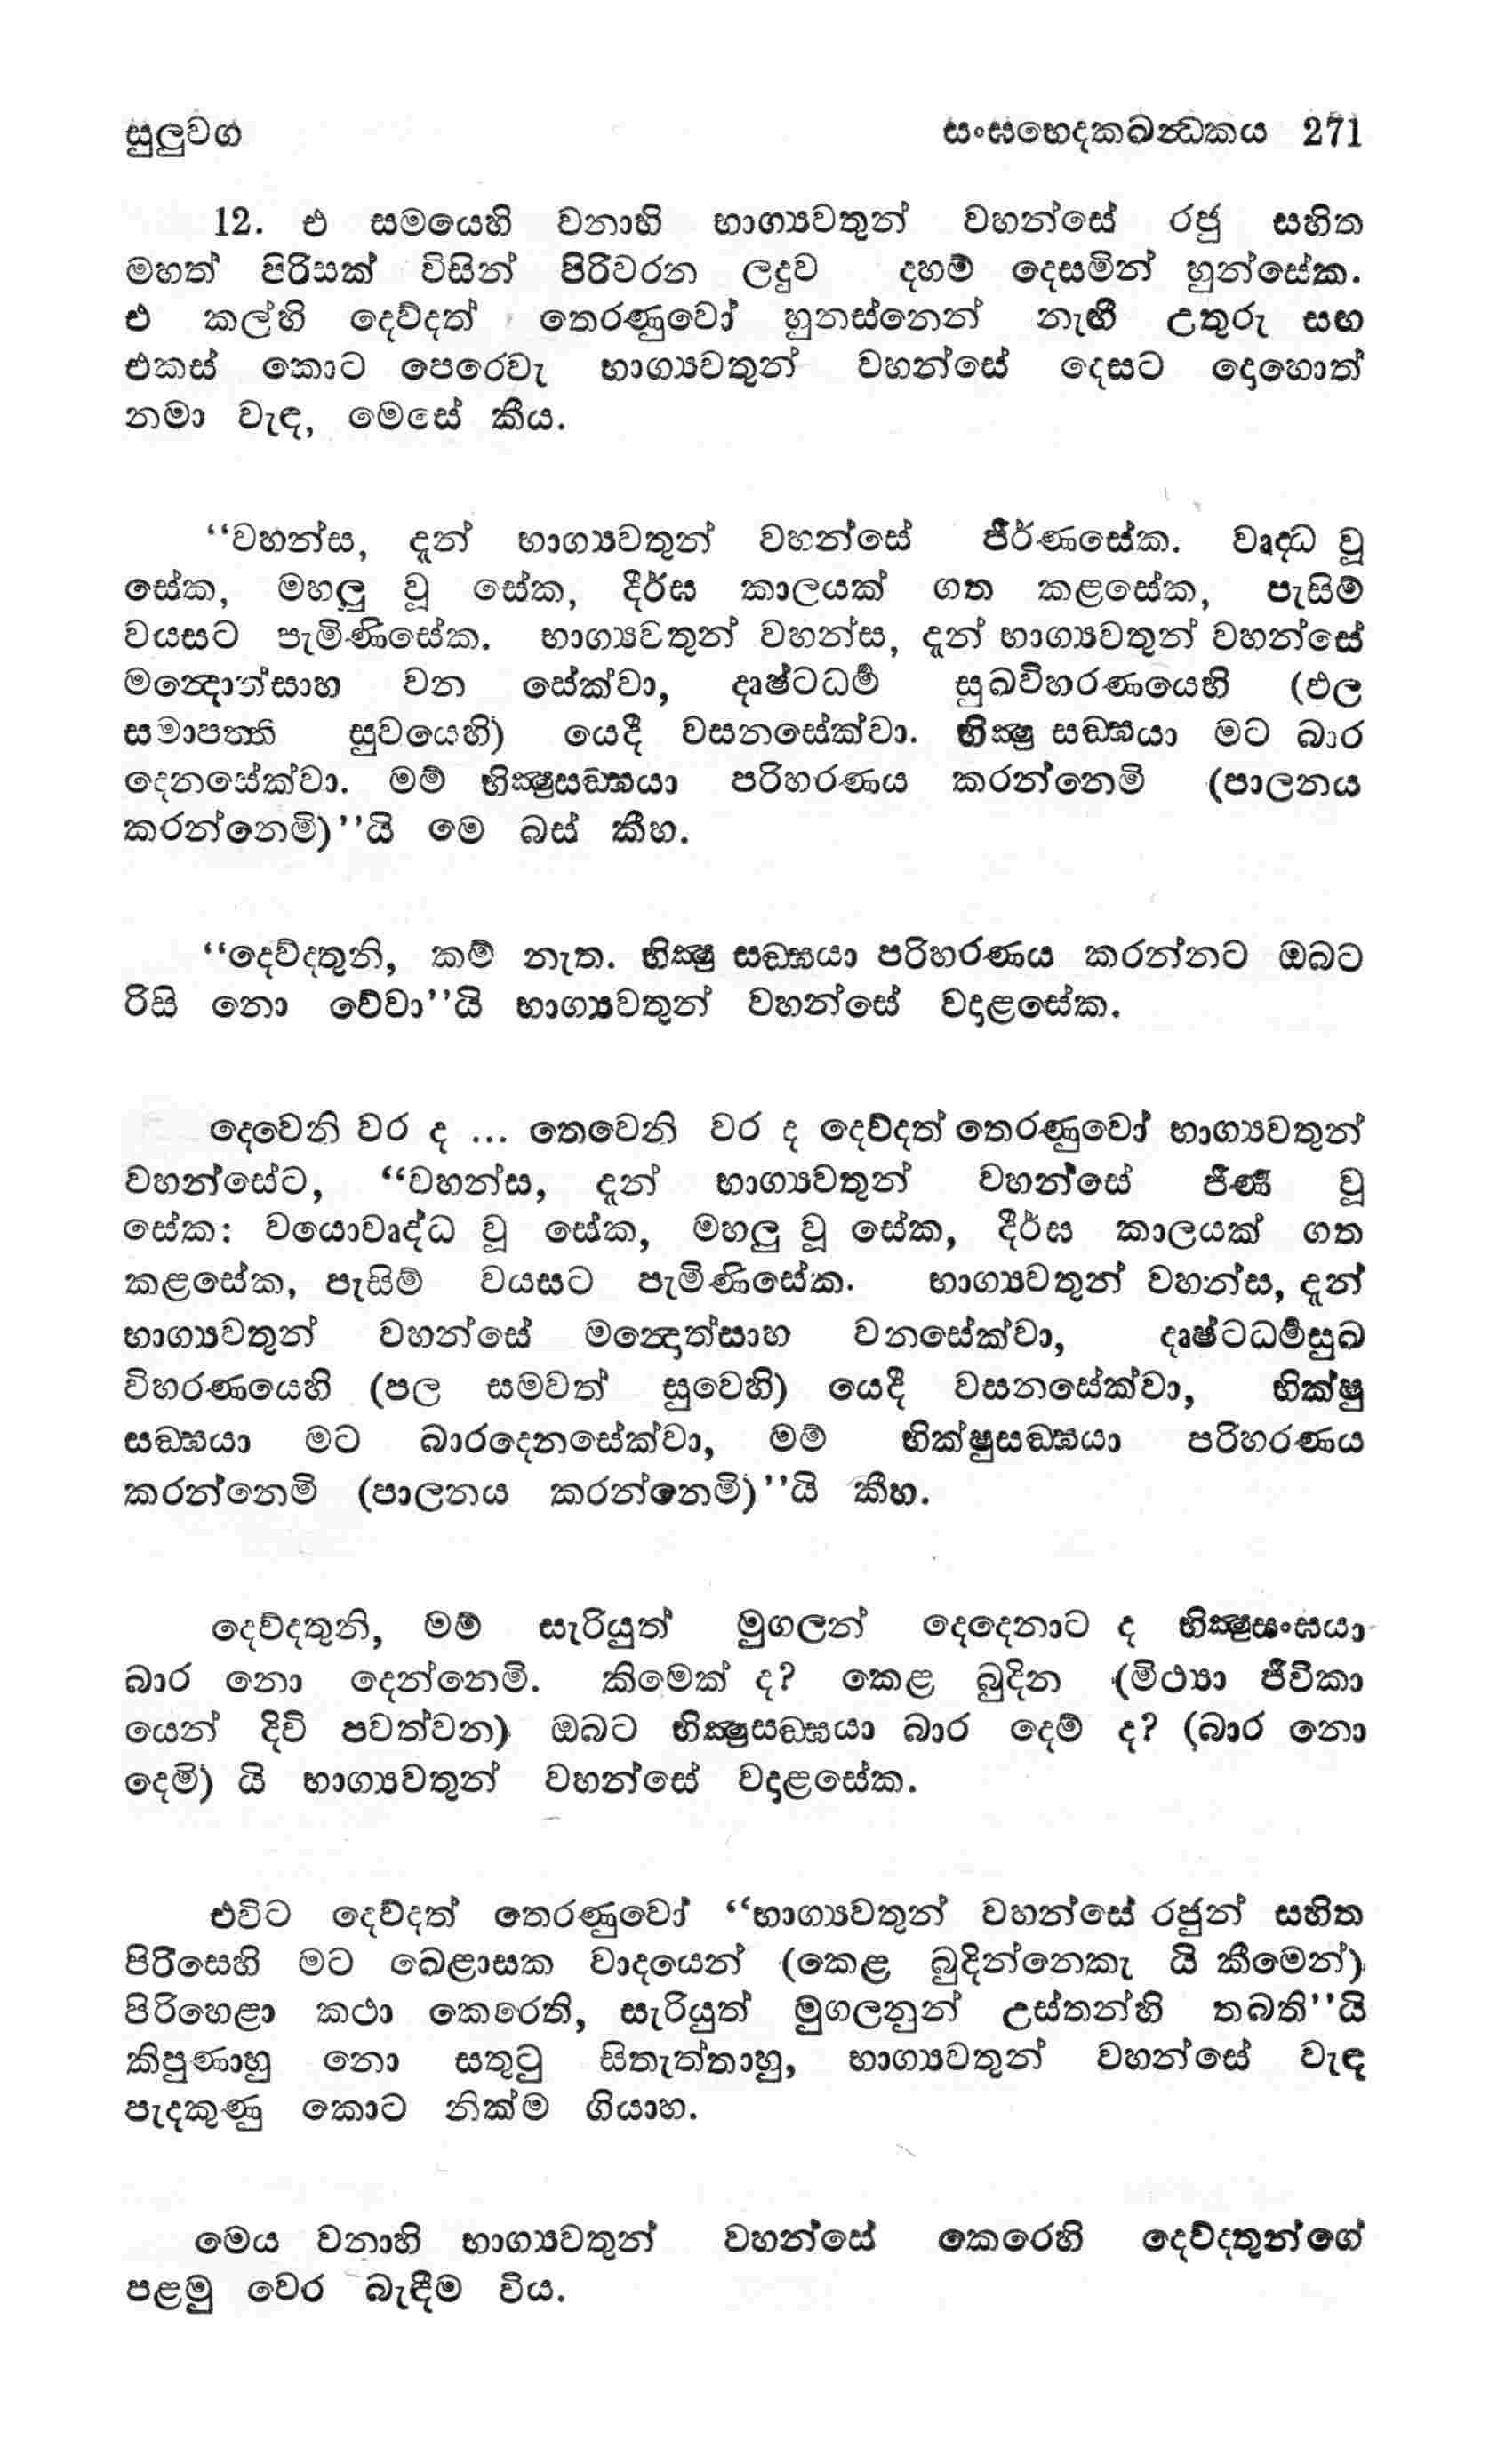 සුලුවග
සංඝභෙදකඛන්‍ධකය 271
12. එ සමයෙහි වනාහි භාග්‍යවතුන් වහන්සේ රජු සහිත
මහත් පිරිසක් විසින් පිරිවරන ලදුව දහම් දෙසමින් හුන්සේක.
එ කල්හි දෙව්දත් තෙරණුවෝ හුනස්නෙන් නැඟී උතුරු සඟ
එකස් කොට පෙරෙවැ භාග්‍යවතුන් වහන්සේ දෙසට දොහොත්
නමා වැඳ, මෙසේ කීය.
“වහන්ස, දැන් භාග්‍යවතුන් වහන්සේ ජීර්ණසේක. වෘද්‍ධ වූ
සේක, මහලු වූ සේක, දීර්ඝ කාලයක් ගත කළසේක, පැසිම්
වයසට පැමිණිසේක. භාග්‍යවතුන් වහන්ස, දැන් භාග්‍යවතුන් වහන්සේ
මන්‍දොත්සාහ වන සේක්වා, දෘෂ්ටධර්‍ම සුඛවිහරණයෙහි (ඵල
සමාපත්ති සුවයෙහි) යෙදී වසනසේක්වා. භික්‍ෂු සඞ්ඝයා මට බාර
දෙනසේක්වා. මම් භික්‍ෂුසඞ්ඝයා පරිහරණය කරන්නෙමි (පාලනය
කරන්නෙමි)”යි මෙ බස් කීහ.
“දෙව්දතුනි, කම් නැත. භික්‍ෂු සඞ්ඝයා පරිහරණය කරන්නට ඔබට
රිසි නො වේවා”යි භාග්‍යවතුන් වහන්සේ වදාළසේක.
දෙවෙනි වර ද ... තෙවෙනි වර ද දෙව්දත් තෙරණුවෝ භාග්‍යවතුන්
වහන්සේට, “වහන්ස, දැන් භාග්‍යවතුන් වහන්සේ ජීර්‍ණ වූ
සේක: වයොවෘද්ධ වූ සේක, මහලු වූ සේක, දීර්ඝ කාලයක් ගත
කළසේක, පැසිම් වයසට පැමිණිසේක. භාග්‍යවතුන් වහන්ස, දැන්
භාග්‍යවතුන් වහන්සේ මන්‍දොත්සාහ වනසේක්වා, දෘෂ්ටධර්‍මසුඛ
විහරණයෙහි (පල සමවත් සුවෙහි) යෙදී වසනසේක්වා, භික්ෂු
සඞ්ඝයා මට බාරදෙනසේක්වා, මම් භික්ෂුසඞ්ඝයා පරිහරණය
කරන්නෙමි (පාලනය කරන්නෙමි)”යි කීහ.
දෙව්දතුනි, මම් සැරියුත් මුගලන් දෙදෙනාට ද භික්‍ෂුසංඝයා
බාර නො දෙන්නෙමි. කිමෙක් ද? කෙළ බුදින (මිථ්‍යා ජීවිකා
යෙන් දිවි පවත්වන) ඔබට භික්‍ෂුසඞ්ඝයා බාර දෙම් ද? (බාර නො
දෙමි) යි භාග්‍යවතුන් වහන්සේ වදාළසේක.
එවිට දෙව්දත් තෙරණුවෝ “භාග්‍යවතුන් වහන්සේ රජුන් සහිත
පිරිසෙහි මට ඛෙළාසක වාදයෙන් (කෙළ බුදින්නෙකැ යි කීමෙන්)
පිරිහෙළා කථා කෙරෙති, සැරියුත් මුගලනුන් උස්තන්හි තබති”යි
කිපුණාහු නො සතුටු සිතැත්තාහු, භාග්‍යවතුන් වහන්සේ වැඳ
පැදකුණු කොට නික්ම ගියාහ.
මෙය වනාහි භාග්‍යවතුන් වහන්සේ කෙරෙහි දෙව්දතුන්ගේ
පළමු වෙර බැඳීම විය.